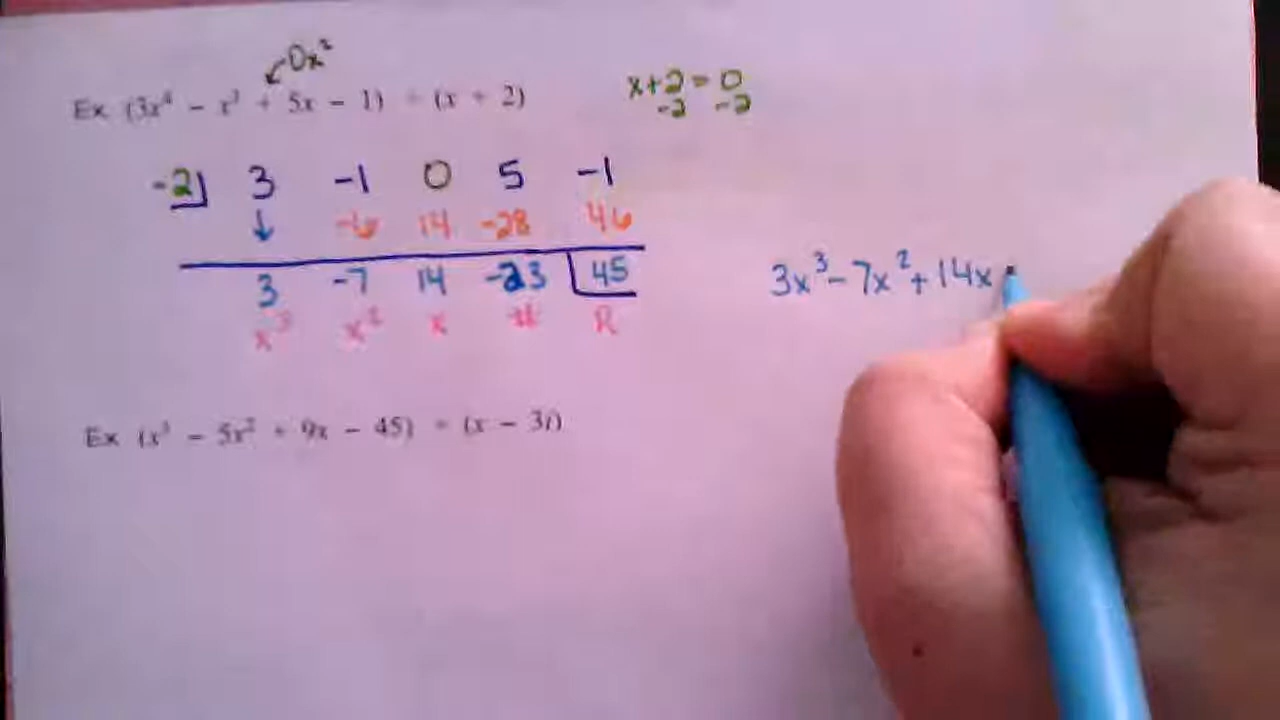 0x²
Ex (3x⁴ − x³ + 5x − 1) ÷ (x + 2)
x+2=0
-2 -2
-2 3 -1 0 5 -1
↓ -6 14 -28 46
3 -7 14 -23 45
x³ x² x # R
3x³-7x²+14x
Ex (x³ − 5x² + 9x − 45) ÷ (x − 3i)